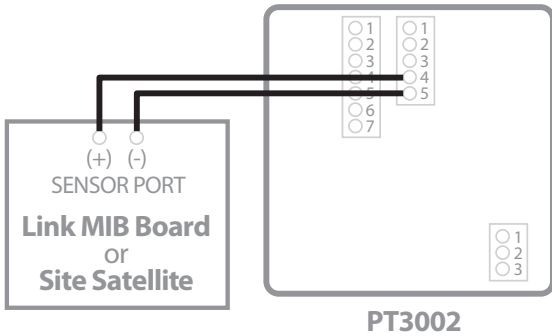 1 1
2 2
3 3
4 4
5 5
6
7
(+) (-)
SENSOR PORT
Link MIB Board
or
Site Satellite
1
2
3
PT3002